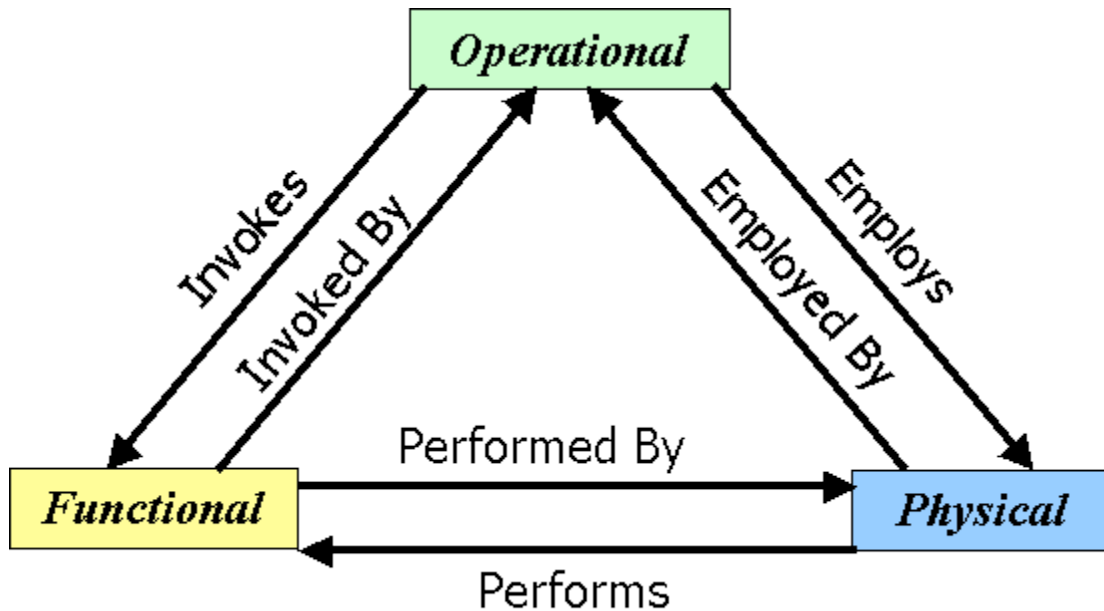 Operational
Invokes
Invoked By
Employed By
Employs
Performed By
Functional
Physical
Performs